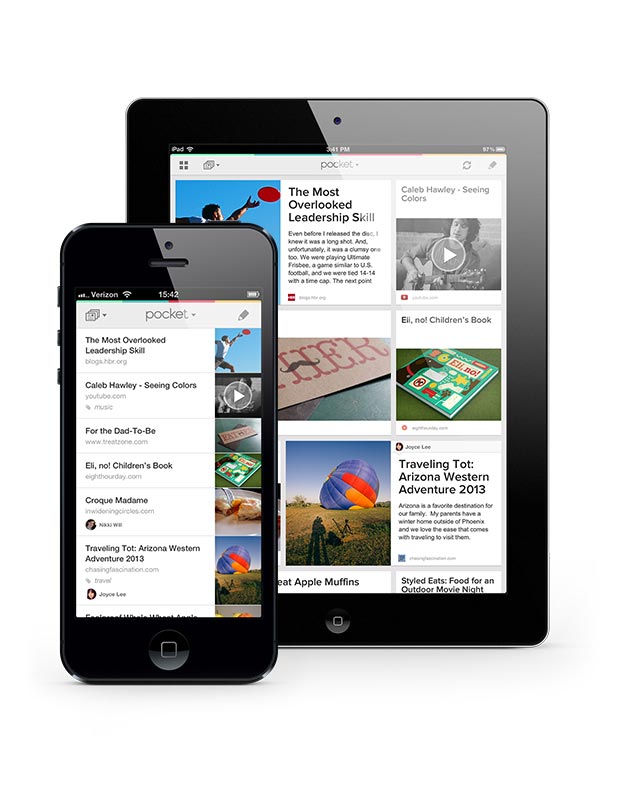 iPad
3:41 PM
97%
pocket
The Most
Overlooked
Leadership Skill
Even before I released the disc, I
knew it was a long shot. And,
unfortunately, it was a clumsy one
too. We were playing Ultimate
Frisbee, a game similar to U.S.
football, and we were tied 14-14
with a time cap. The next point
blogs.hbr.org
Caleb Hawley - Seeing
Colors
youtube.com
Eli, no! Children's Book
Eli, no!
eighthourday.com
Joyce Lee
Traveling Tot:
Arizona Western
Adventure 2013
Arizona is a favorite destination for
our family. My parents have a
winter home outside of Phoenix
and we love the ease that comes
with traveling to visit them.
chasingfascination.com
eat Apple Muffins
Styled Eats: Food for an
Outdoor Movie Night
Verizon
15:42
pocket
The Most Overlooked
Leadership Skill
blogs.hbr.org
Caleb Hawley - Seeing Colors
youtube.com
music
For the Dad-To-Be
www.treatzone.com
Eli, no! Children's Book
eighthourday.com
Croque Madame
inwideningcircles.com
Nikki Will
Traveling Tot: Arizona Western
Adventure 2013
chasingfascination.com
travel
Joyce Lee
Foolproof Whole Wheat Apple